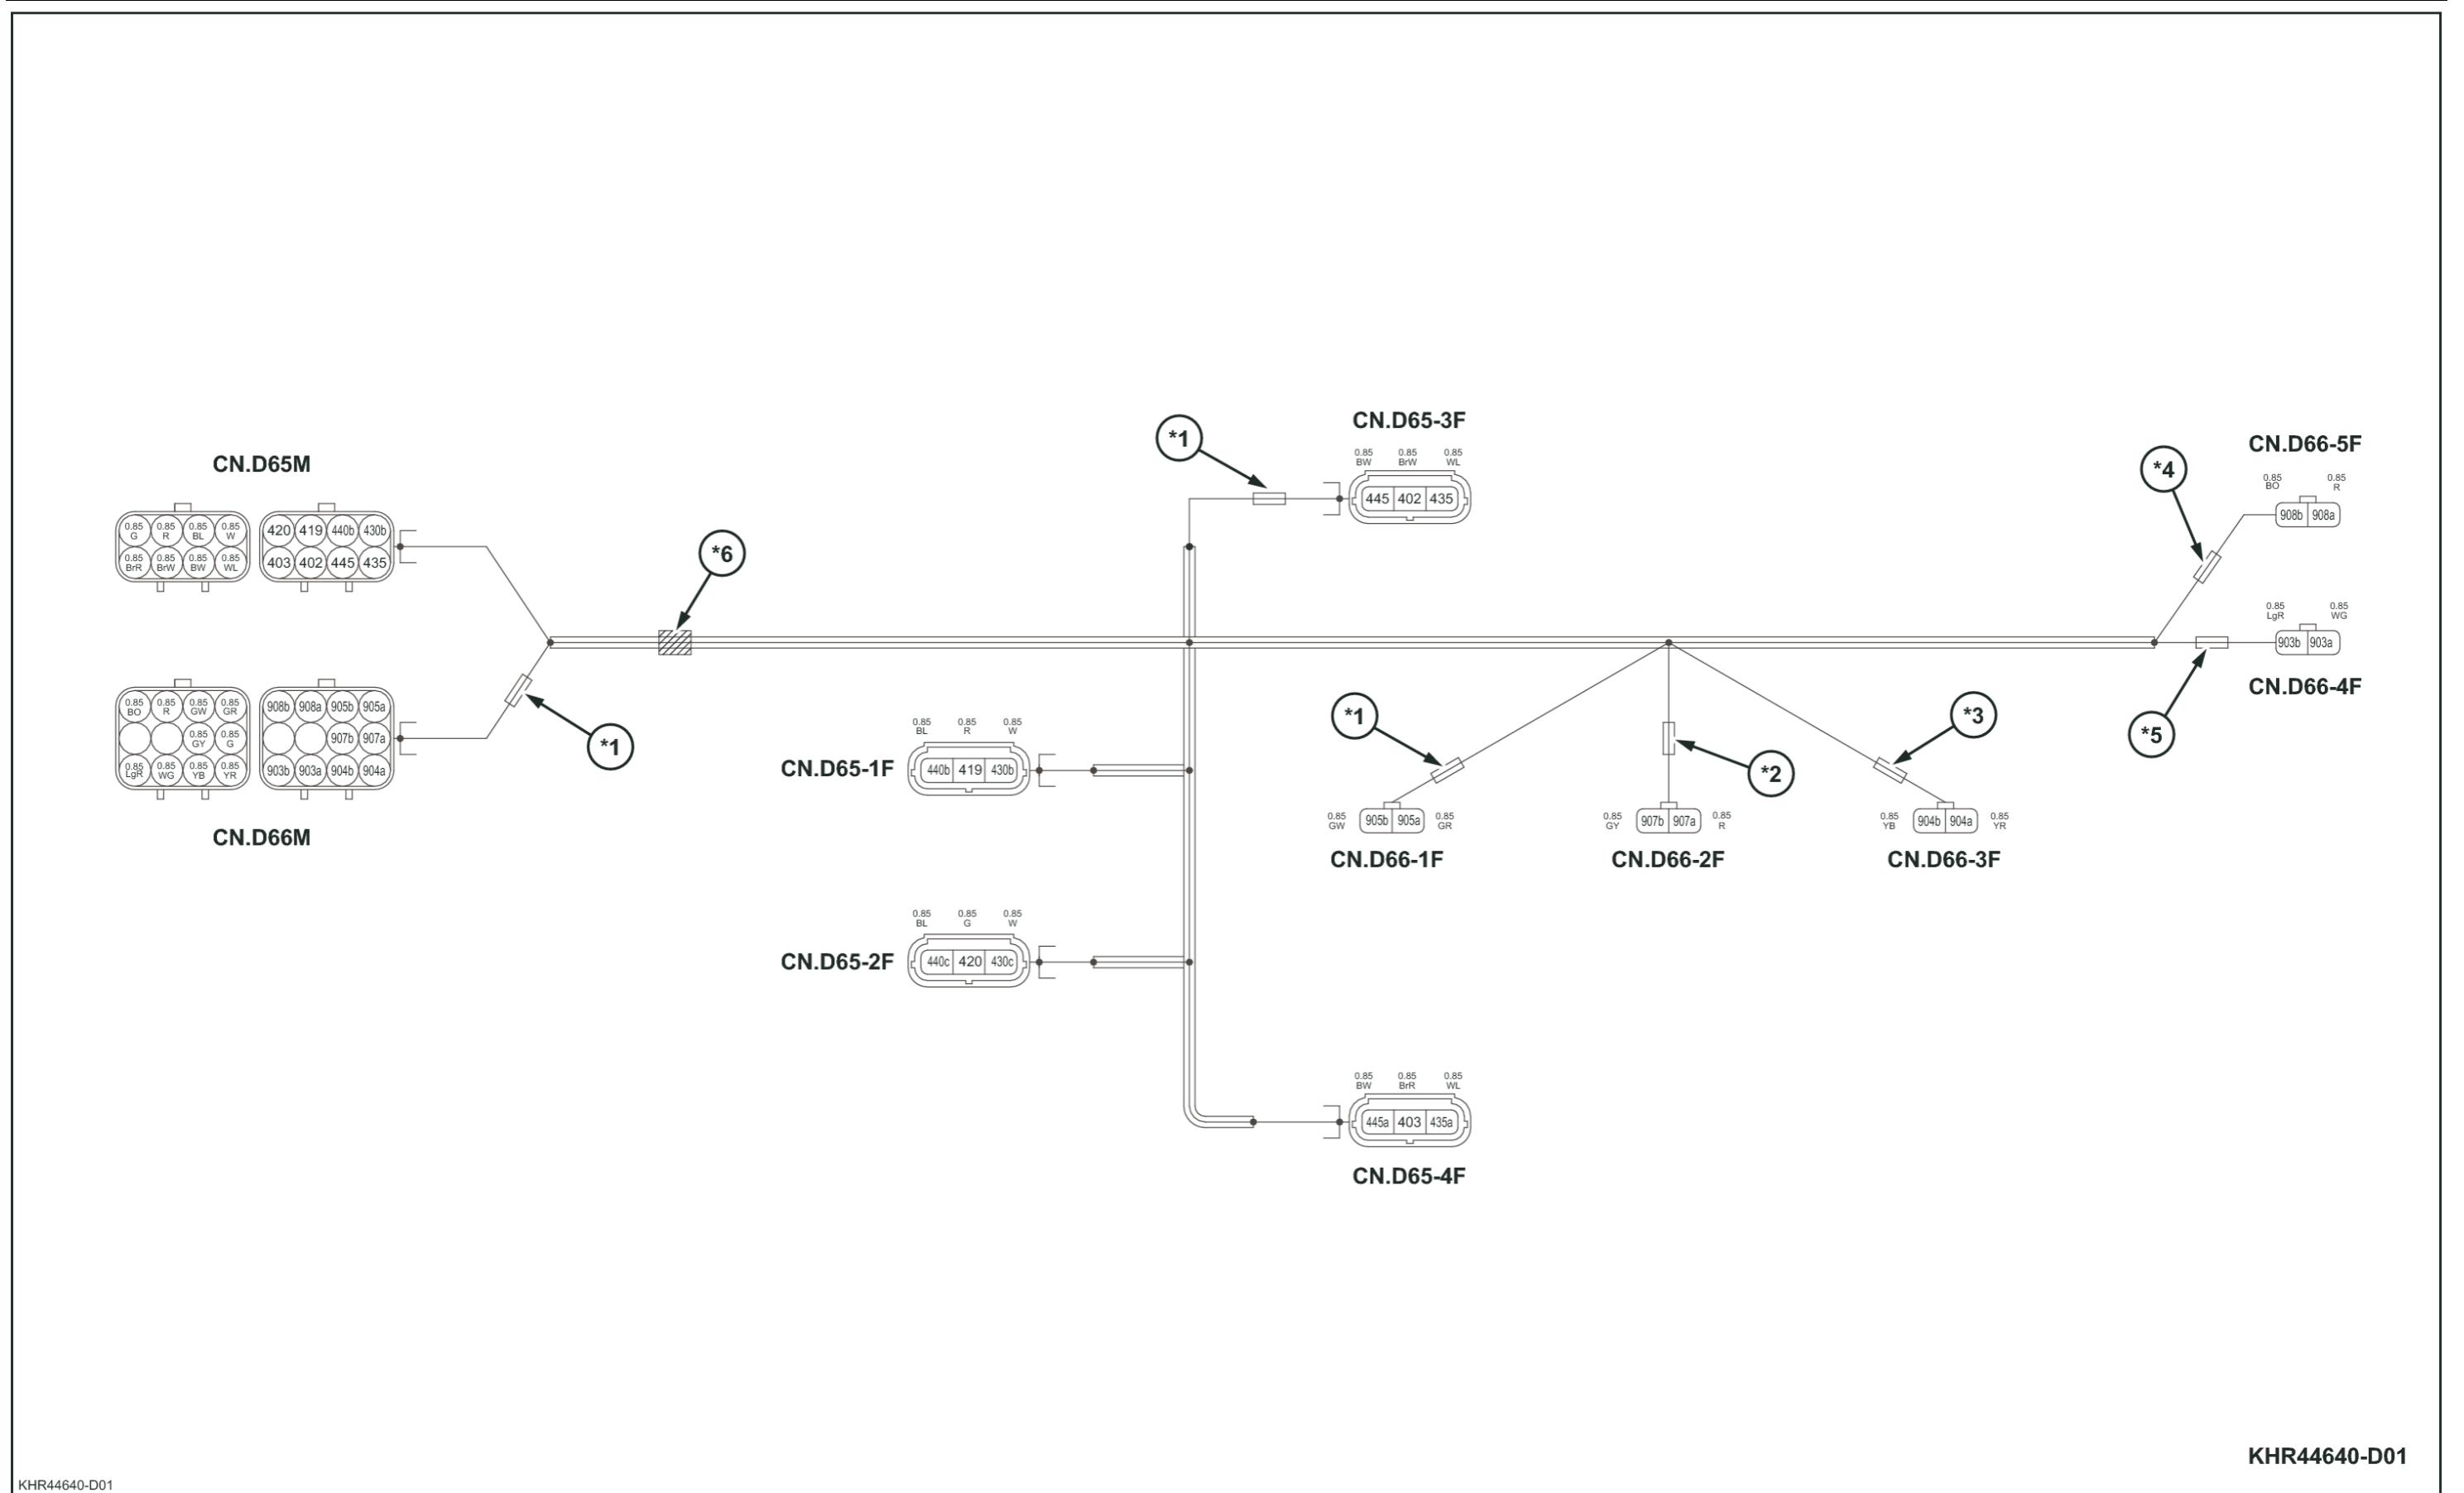 CN.D65M
0.85 G 0.85 R 0.85 BL 0.85 W
0.85 BrR 0.85 BrW 0.85 BW 0.85 WL
420 419 440b 430b
403 402 445 435
*6
*1
CN.D65-3F
0.85 BW 0.85 BrW 0.85 WL
445 402 435
*4
CN.D66-5F
0.85 BO 0.85 R
908b 908a
0.85 LgR 0.85 WG
903b 903a
CN.D66-4F
*5
0.85 BO 0.85 R 0.85 GW 0.85 GR
0.85 GY 0.85 G
0.85 LgR 0.85 WG 0.85 YB 0.85 YR
908b 908a 905b 905a
907b 907a
903b 903a 904b 904a
CN.D66M
*1
0.85 BL 0.85 R 0.85 W
CN.D65-1F
440b 419 430b
*1
*2
*3
0.85 GW 905b 905a 0.85 GR
CN.D66-1F
0.85 GY 907b 907a 0.85 R
CN.D66-2F
0.85 YB 904b 904a 0.85 YR
CN.D66-3F
0.85 BL 0.85 G 0.85 W
CN.D65-2F
440c 420 430c
0.85 BW 0.85 BrR 0.85 WL
445a 403 435a
CN.D65-4F
KHR44640-D01
KHR44640-D01